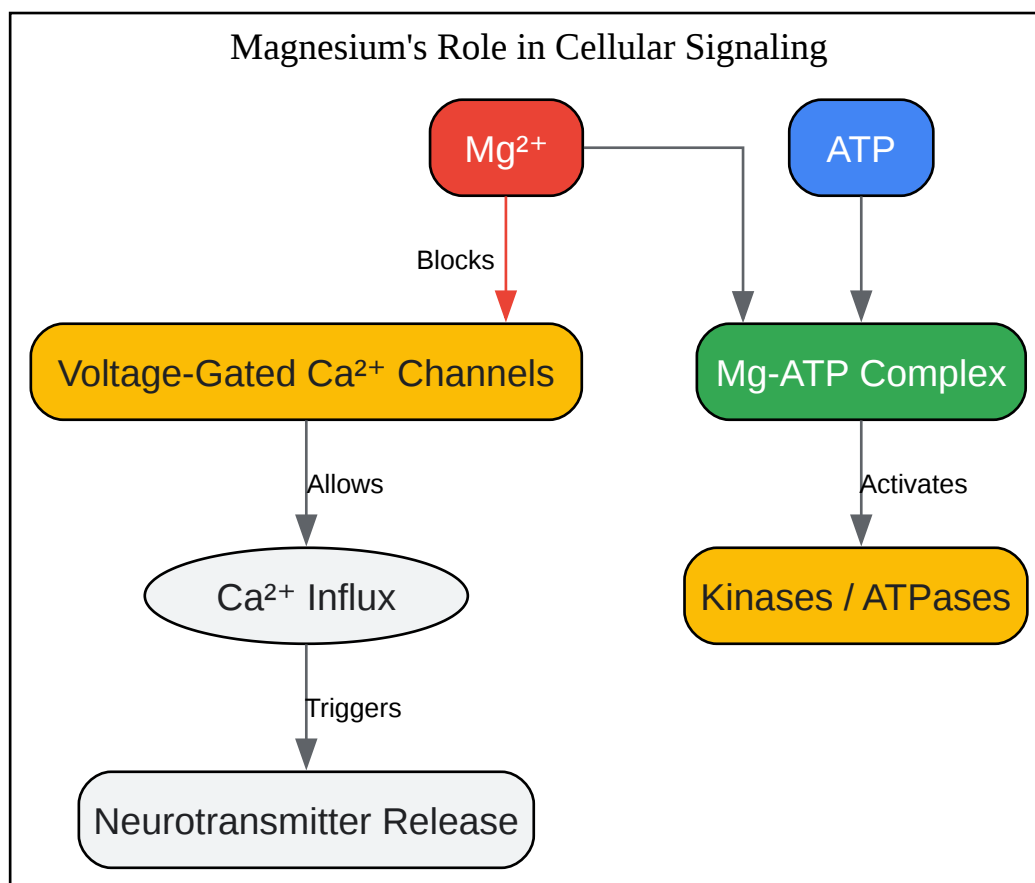 Magnesium's Role in Cellular Signaling
Mg²⁺
ATP
Blocks
Voltage-Gated Ca²⁺ Channels
Mg-ATP Complex
Allows
Activates
Ca²⁺ Influx
Kinases / ATPases
Triggers
Neurotransmitter Release